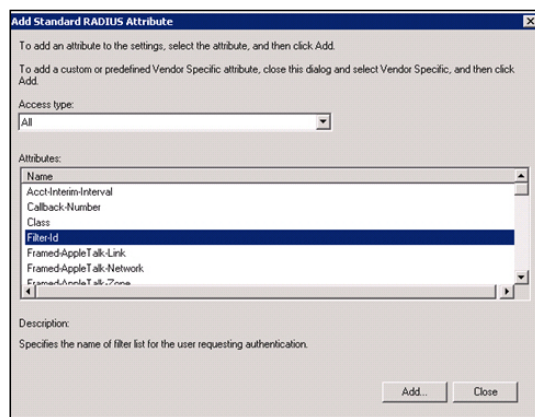 Add Standard RADIUS Attribute
To add an attribute to the settings, select the attribute, and then click Add.
To add a custom or predefined Vendor Specific attribute, close this dialog and select Vendor Specific, and then click
Add.
Access type:
All
Attributes:
Name
Acct-Interim-Interval
Callback-Number
Class
Filter-Id
Framed-AppleTalk-Link
Framed-AppleTalk-Network
Framed-AppleTalk-Zone
Description:
Specifies the name of filter list for the user requesting authentication.
Add... Close